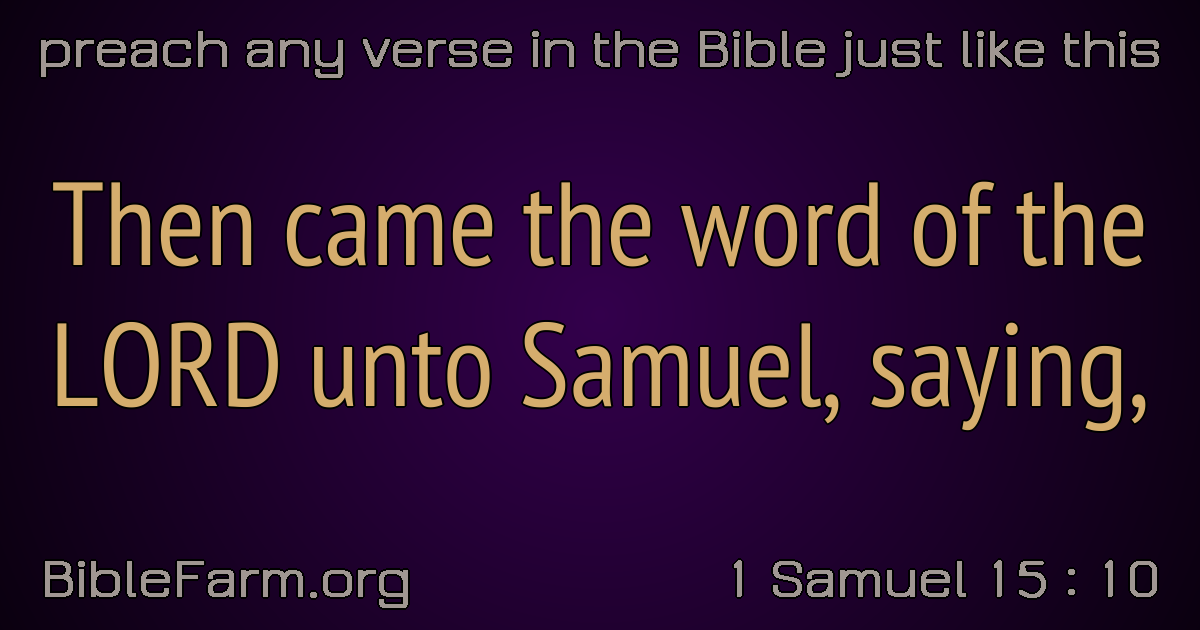 preach any verse in the Bible just like this
Then came the word of the
LORD unto Samuel, saying,
BibleFarm.org
1 Samuel 15 : 10